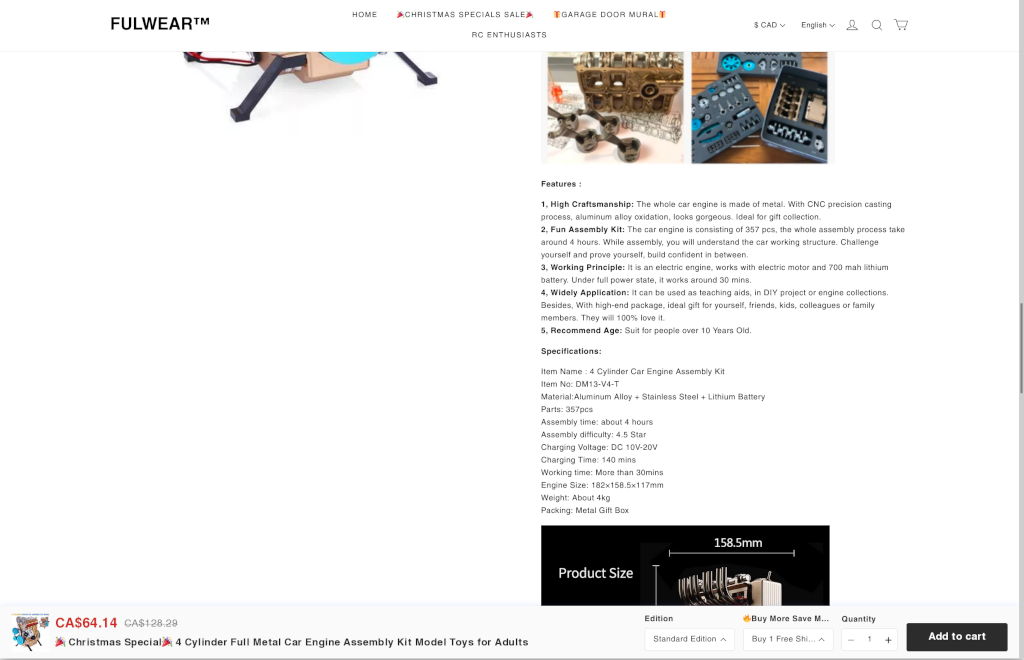 FULWEAR™
HOME
🎉CHRISTMAS SPECIALS SALE🎉
🎁GARAGE DOOR MURAL🎁
RC ENTHUSIASTS
$ CAD
English
Features :
1, High Craftsmanship: The whole car engine is made of metal. With CNC precision casting
process, aluminum alloy oxidation, looks gorgeous. Ideal for gift collection.
2, Fun Assembly Kit: The car engine is consisting of 357 pcs, the whole assembly process take
around 4 hours. While assembly, you will understand the car working structure. Challenge
yourself and prove yourself, build confident in between.
3, Working Principle: It is an electric engine, works with electric motor and 700 mah lithium
battery. Under full power state, it works around 30 mins.
4, Widely Application: It can be used as teaching aids, in DIY project or engine collections.
Besides, With high-end package, ideal gift for yourself, friends, kids, colleagues or family
members. They will 100% love it.
5, Recommend Age: Suit for people over 10 Years Old.
Specifications:
Item Name : 4 Cylinder Car Engine Assembly Kit
Item No: DM13-V4-T
Material:Aluminum Alloy + Stainless Steel + Lithium Battery
Parts: 357pcs
Assembly time: about 4 hours
Assembly difficulty: 4.5 Star
Charging Voltage: DC 10V-20V
Charging Time: 140 mins
Working time: More than 30mins
Engine Size: 182×158.5×117mm
Weight: About 4kg
Packing: Metal Gift Box
158.5mm
Product Size
CA$64.14 CA$128.29
🎉 Christmas Special🎉 4 Cylinder Full Metal Car Engine Assembly Kit Model Toys for Adults
Edition
Standard Edition
🔥Buy More Save M...
Buy 1 Free Shi...
Quantity
− 1 +
Add to cart